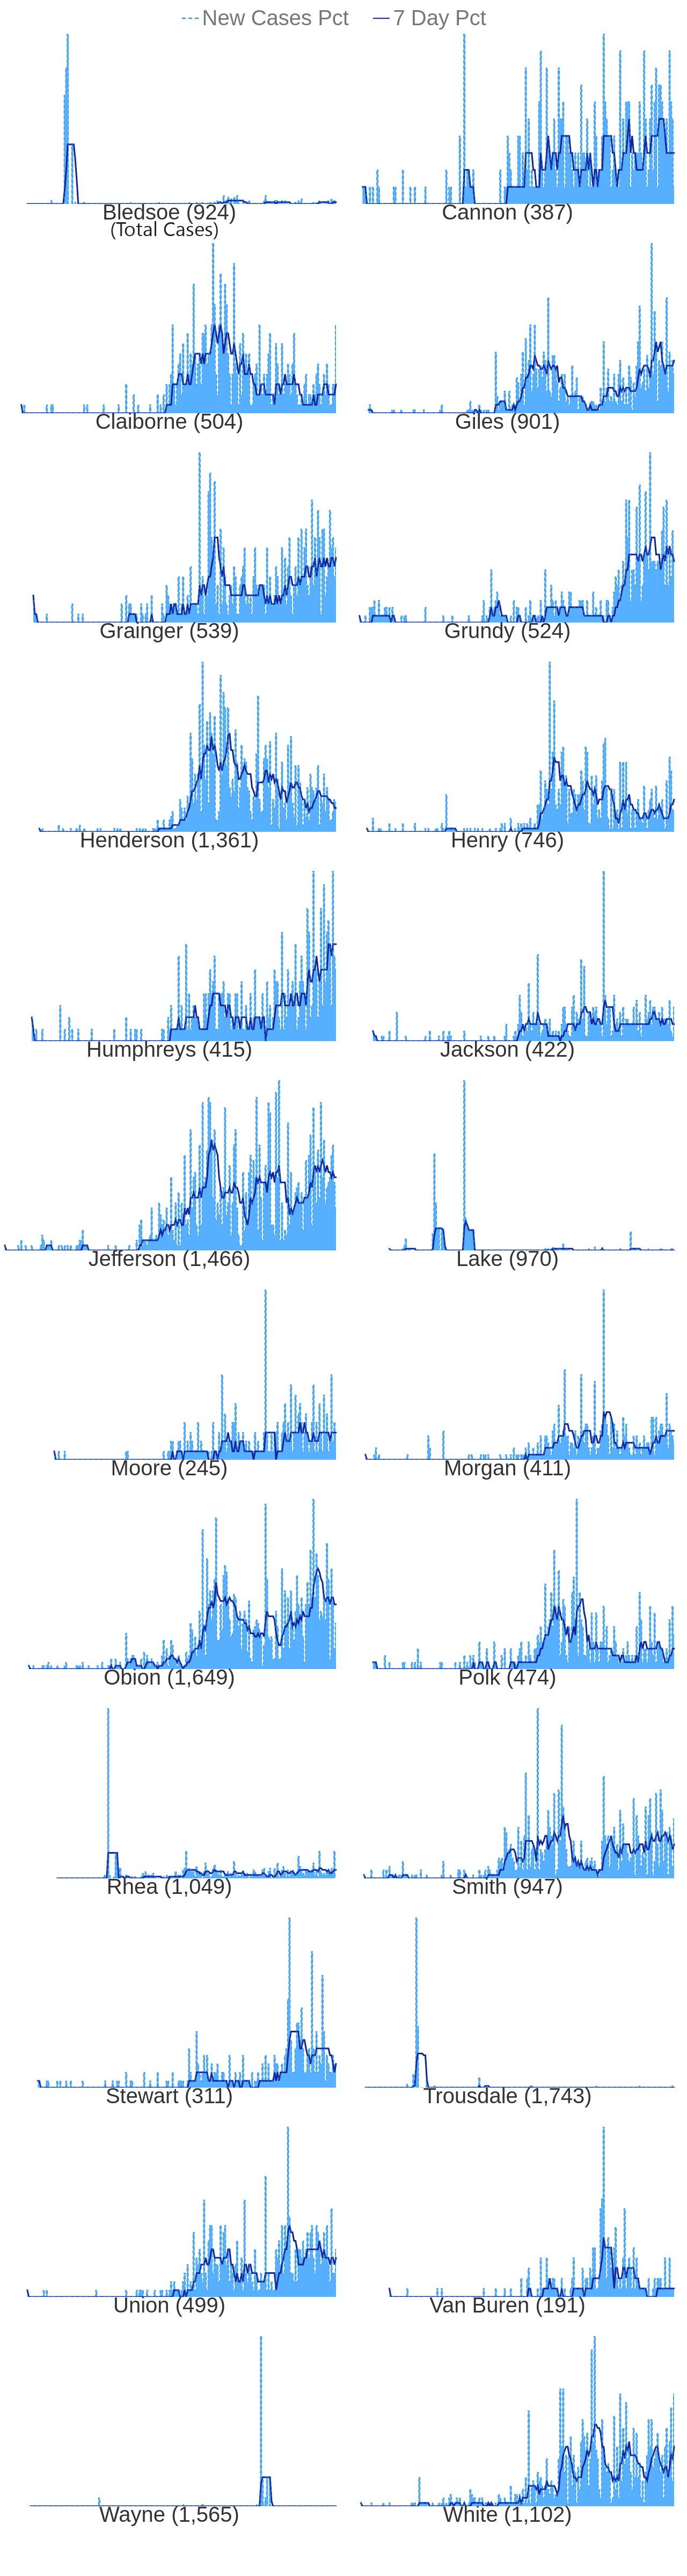 New Cases Pct 7 Day Pct
Bledsoe (924) Cannon (387)
(Total Cases)
Claiborne (504) Giles (901)
Grainger (539) Grundy (524)
Henderson (1,361) Henry (746)
Humphreys (415) Jackson (422)
Jefferson (1,466) Lake (970)
Moore (245) Morgan (411)
Obion (1,649) Polk (474)
Rhea (1,049) Smith (947)
Stewart (311) Trousdale (1,743)
Union (499) Van Buren (191)
Wayne (1,565) White (1,102)